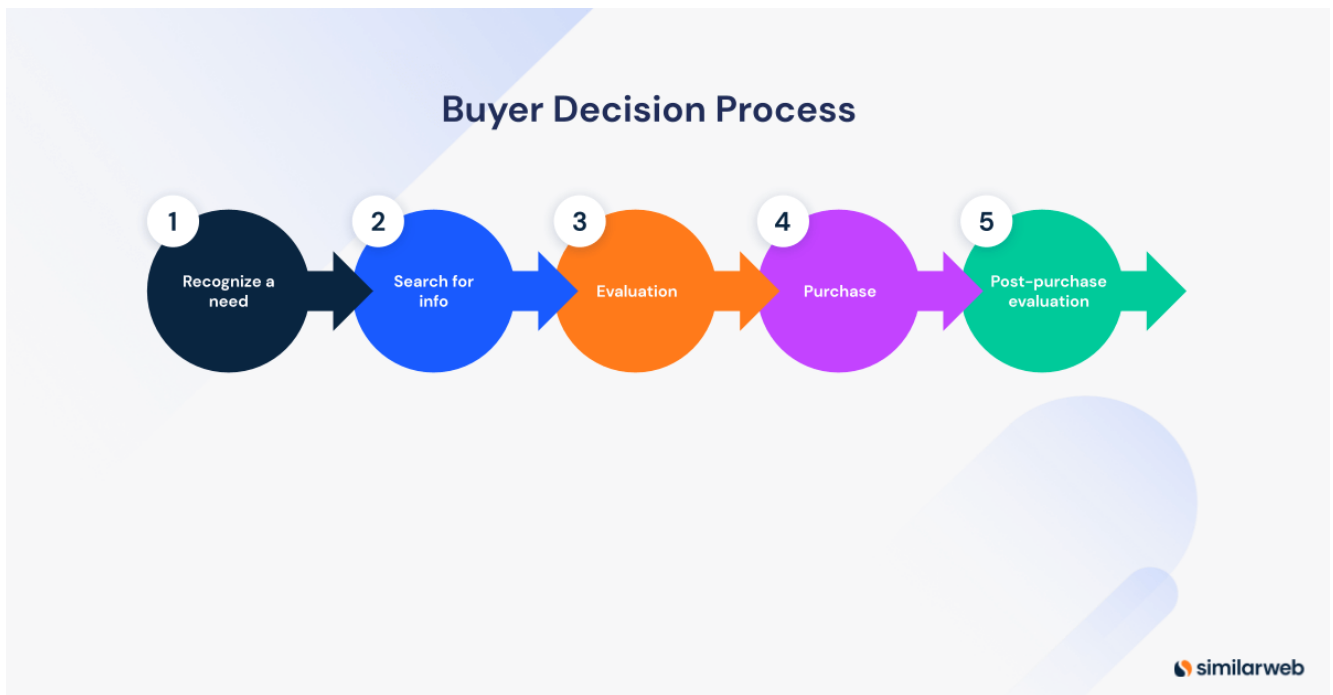 Buyer Decision Process
1
Recognize a
need
2
Search for
info
3
Evaluation
4
Purchase
5
Post-purchase
evaluation
similarweb